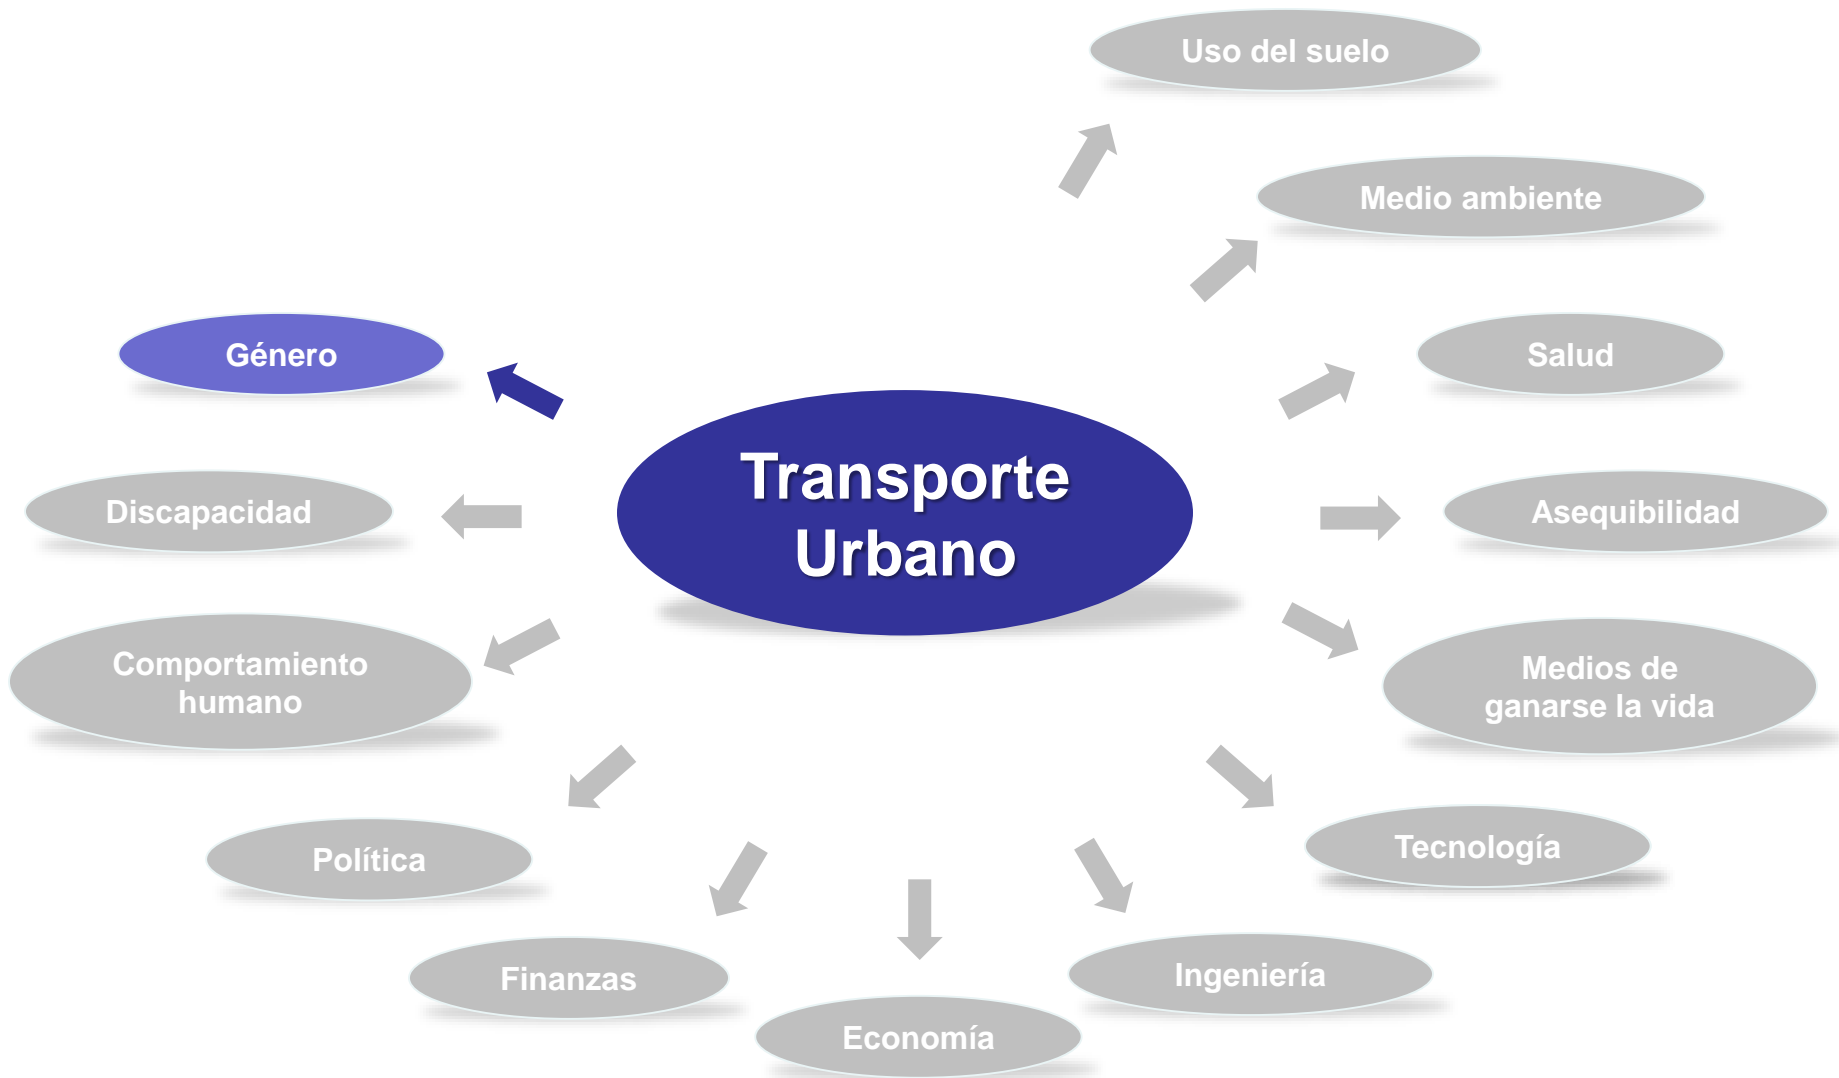 Uso del suelo
Medio ambiente
Género
Salud
Transporte
Urbano
Discapacidad
Asequibilidad
Comportamiento
humano
Medios de
ganarse la vida
Política
Tecnología
Finanzas
Ingeniería
Economía